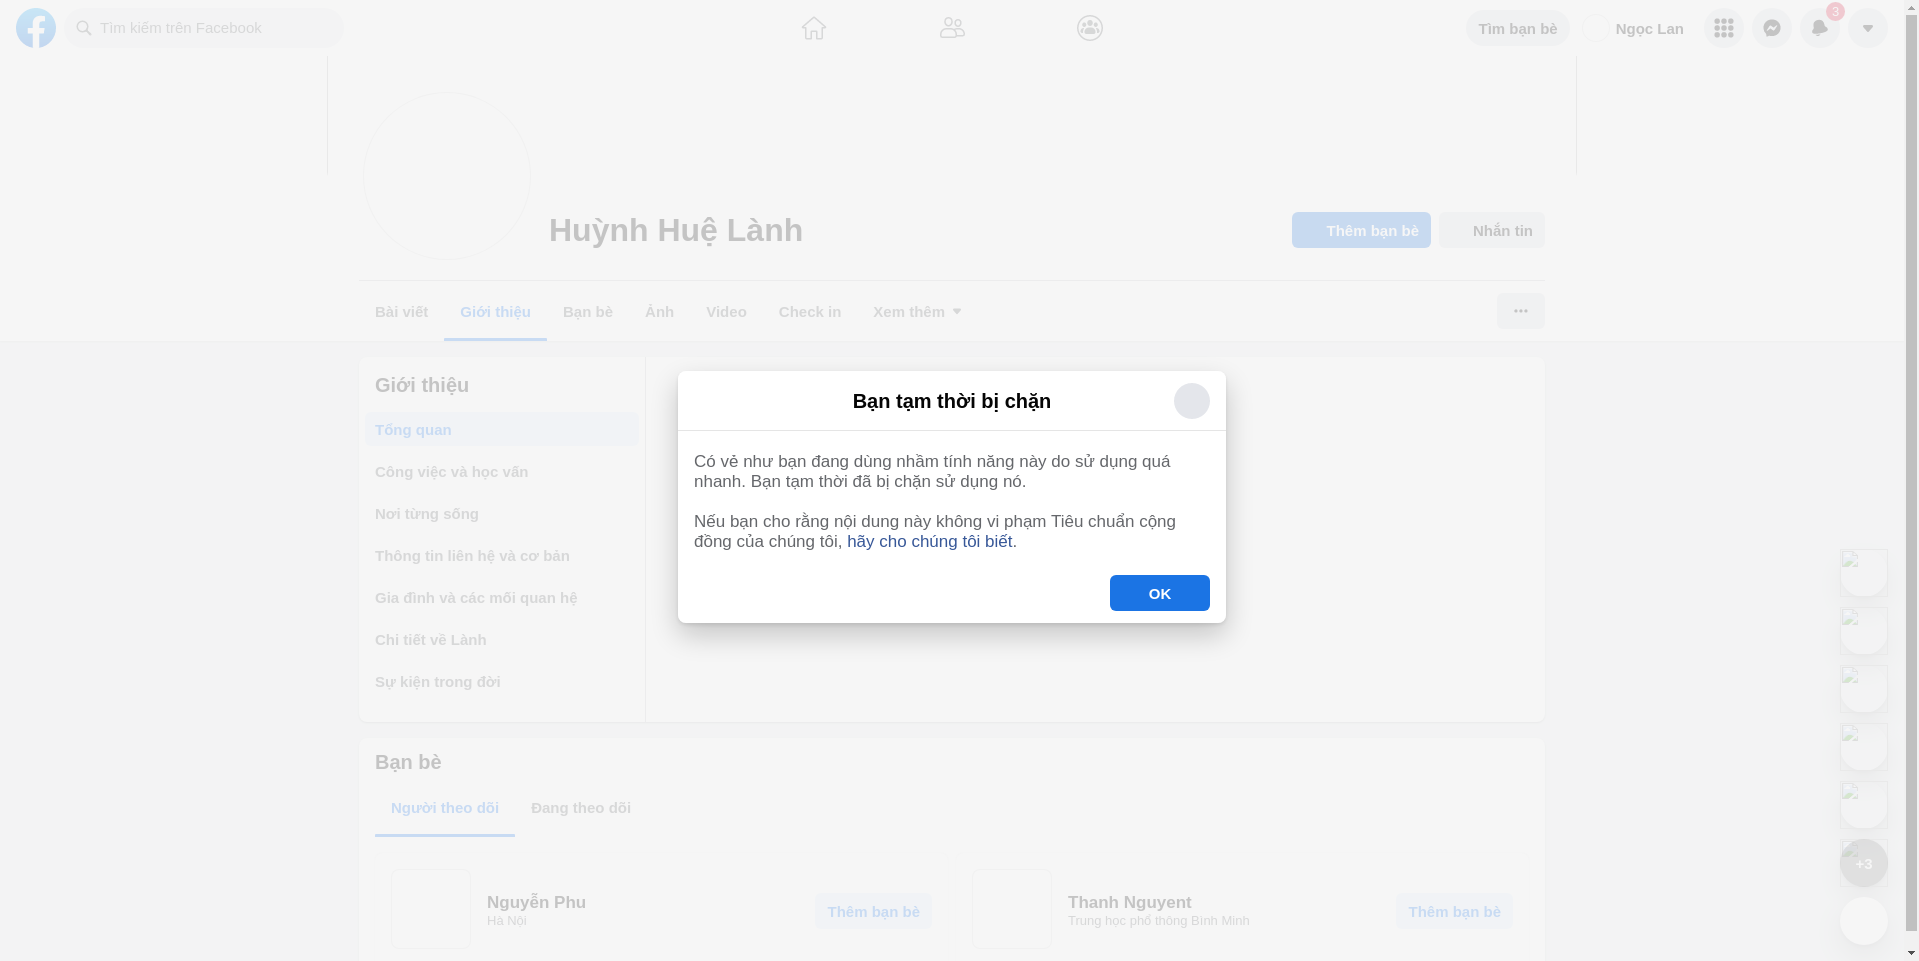 Tìm kiếm trên Facebook
Tìm bạn bè
Ngọc Lan
3
Huỳnh Huệ Lành
Thêm bạn bè
Nhắn tin
Bài viết
Giới thiệu
Bạn bè
Ảnh
Video
Check in
Xem thêm
Giới thiệu
Tổng quan
Công việc và học vấn
Nơi từng sống
Thông tin liên hệ và cơ bản
Gia đình và các mối quan hệ
Chi tiết về Lành
Sự kiện trong đời
Bạn tạm thời bị chặn
Có vẻ như bạn đang dùng nhầm tính năng này do sử dụng quá
nhanh. Bạn tạm thời đã bị chặn sử dụng nó.
Nếu bạn cho rằng nội dung này không vi phạm Tiêu chuẩn cộng
đồng của chúng tôi, hãy cho chúng tôi biết.
OK
Bạn bè
Người theo dõi
Đang theo dõi
Nguyễn Phu
Hà Nội
Thêm bạn bè
Thanh Nguyent
Trung học phổ thông Bình Minh
Thêm bạn bè
+3